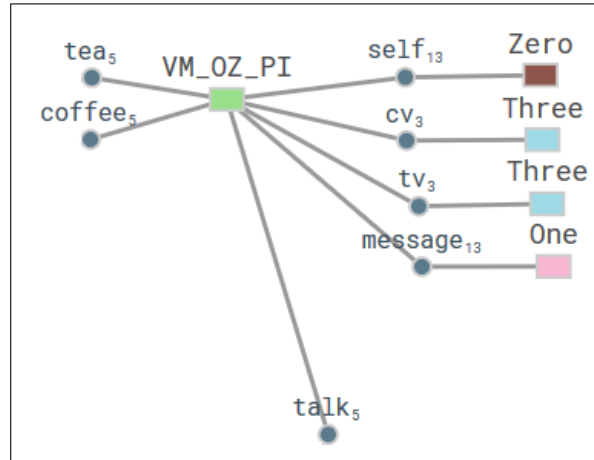 tea₅
VM_OZ_PI
self₁₃
Zero
coffee₅
cv₃
Three
tv₃
Three
message₁₃
One
talk₅